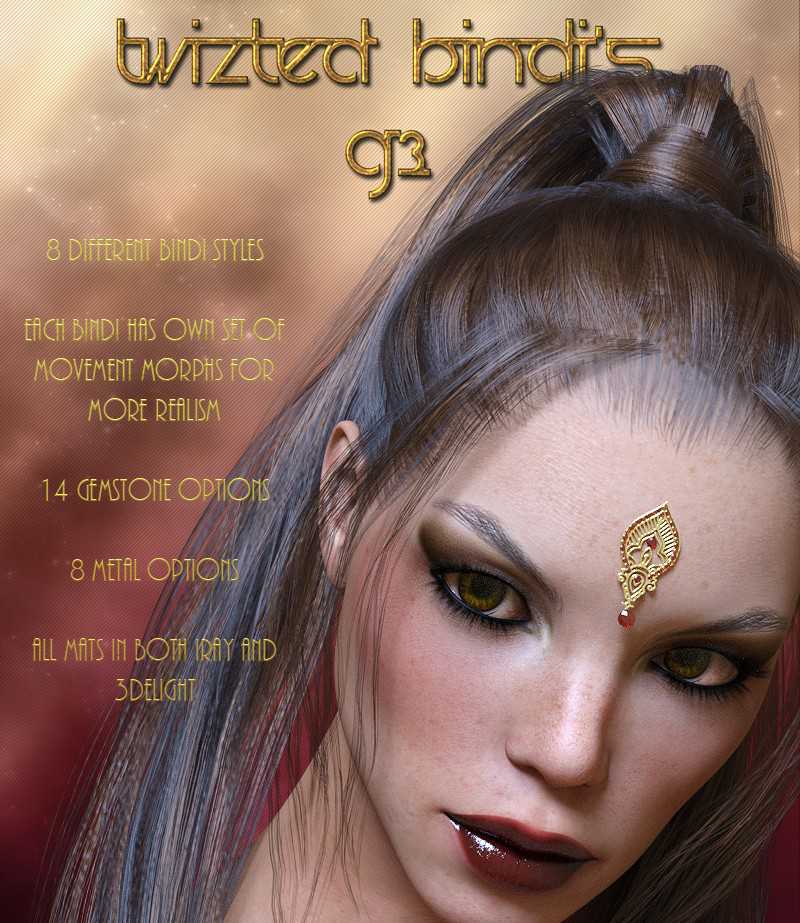 twizted bindi's
G3
8 DIFFERENT BINDI STYLES
EACH BINDI HAS OWN SET OF
MOVEMENT MORPHS FOR
MORE REALISM
14 GEMSTONE OPTIONS
8 METAL OPTIONS
ALL MATS IN BOTH IRAY AND
3DELIGHT